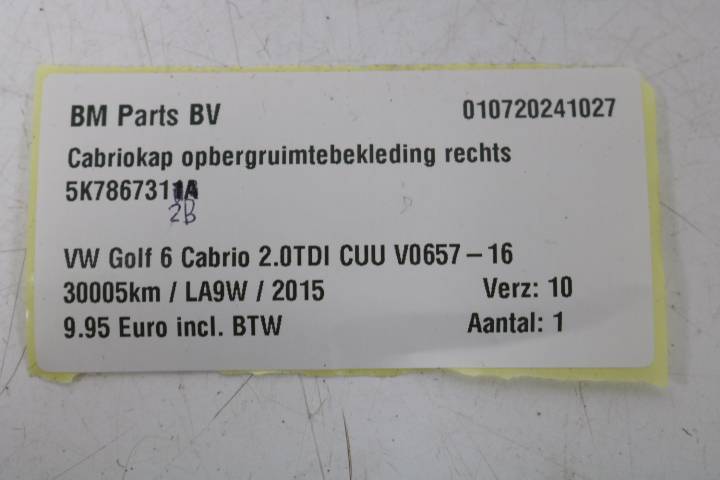 BM Parts BV 010720241027
Cabriokap opbergruimtebekleding rechts
5K7867311A
2B
VW Golf 6 Cabrio 2.0TDI CUU V0657-16
30005km / LA9W / 2015 Verz: 10
9.95 Euro incl. BTW Aantal: 1